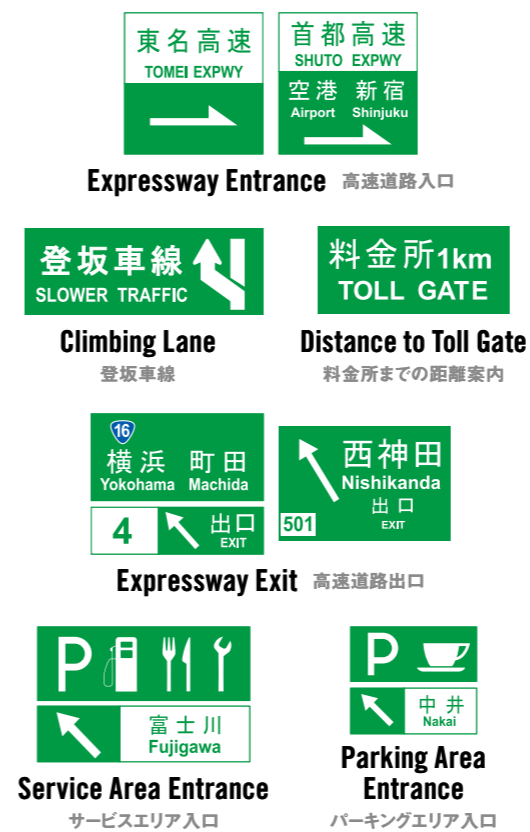 東名高速
TOMEI EXPWY
首都高速
SHUTO EXPWY
空港 新宿
Airport Shinjuku
Expressway Entrance 高速道路入口
登坂車線
SLOWER TRAFFIC
Climbing Lane
登坂車線
料金所1km
TOLL GATE
Distance to Toll Gate
料金所までの距離案内
16
横浜 町田
Yokohama Machida
4
出口
EXIT
西神田
Nishikanda
出口
EXIT
501
Expressway Exit 高速道路出口
P
富士川
Fujigawa
Service Area Entrance
サービスエリア入口
P
中井
Nakai
Parking Area
Entrance
パーキングエリア入口